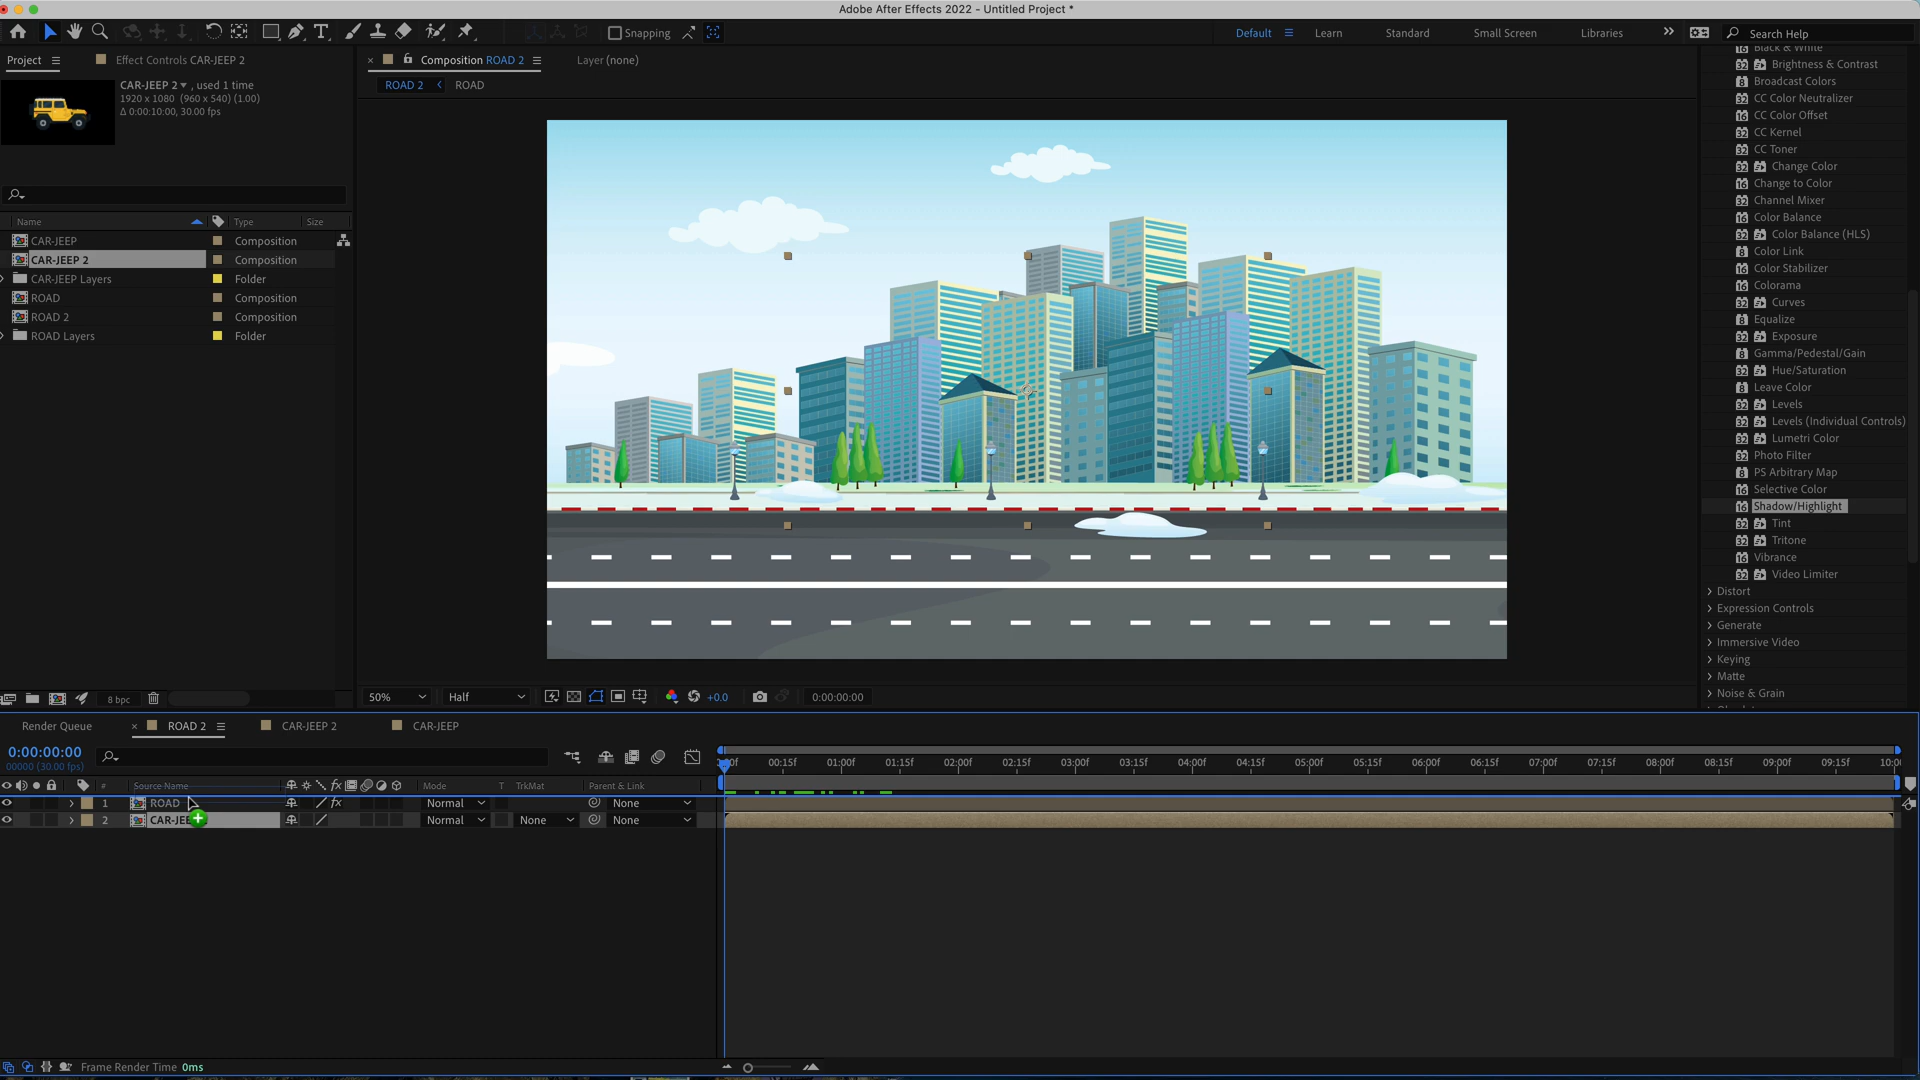 Adobe After Effects 2022 - Untitled Project *
Snapping
Default
Learn
Standard
Small Screen
Libraries
Search Help
Project
Effect Controls CAR-JEEP 2
Composition ROAD 2
Layer (none)
CAR-JEEP 2 , used 1 time
1920 x 1080 (960 x 540) (1.00)
Δ 0:00:10:00, 30.00 fps
ROAD 2
ROAD
Name
Type
Size
CAR-JEEP
Composition
CAR-JEEP 2
Composition
CAR-JEEP Layers
Folder
ROAD
Composition
ROAD 2
Composition
ROAD Layers
Folder
8 bpc
50%
Half
+0.0
0:00:00:00
Black & White
Brightness & Contrast
Broadcast Colors
CC Color Neutralizer
CC Color Offset
CC Kernel
CC Toner
Change Color
Change to Color
Channel Mixer
Color Balance
Color Balance (HLS)
Color Link
Color Stabilizer
Colorama
Curves
Equalize
Exposure
Gamma/Pedestal/Gain
Hue/Saturation
Leave Color
Levels
Levels (Individual Controls)
Lumetri Color
Photo Filter
PS Arbitrary Map
Selective Color
Shadow/Highlight
Tint
Tritone
Vibrance
Video Limiter
Distort
Expression Controls
Generate
Immersive Video
Keying
Matte
Noise & Grain
Render Queue
ROAD 2
CAR-JEEP 2
CAR-JEEP
0:00:00:00
00000 (30.00 fps)
:00f 00:15f 01:00f 01:15f 02:00f 02:15f 03:00f 03:15f 04:00f 04:15f 05:00f 05:15f 06:00f 06:15f 07:00f 07:15f 08:00f 08:15f 09:00f 09:15f 10:00
# Source Name fx Mode T TrkMat Parent & Link
1 ROAD fx Normal None
2 CAR-JEE Normal None None
Frame Render Time 0ms